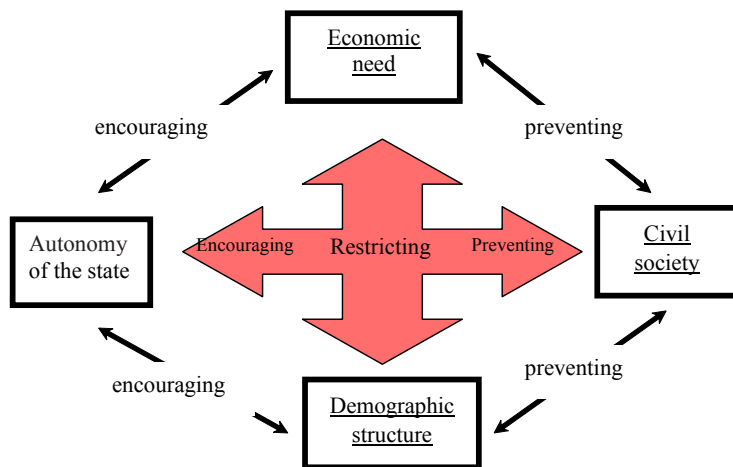 Economic
need
encouraging
preventing
Autonomy
of the state
Encouraging
Restricting
Preventing
Civil
society
encouraging
preventing
Demographic
structure